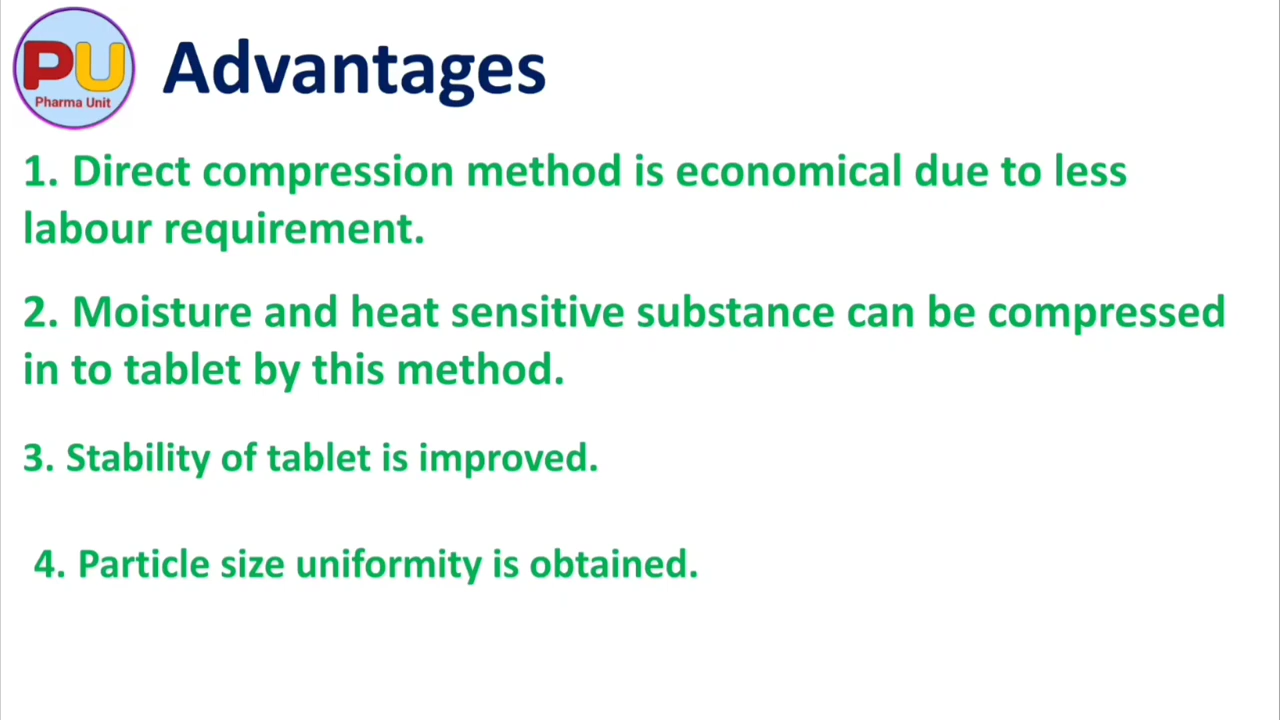 PU
Pharma Unit
Advantages
1. Direct compression method is economical due to less
labour requirement.
2. Moisture and heat sensitive substance can be compressed
in to tablet by this method.
3. Stability of tablet is improved.
4. Particle size uniformity is obtained.